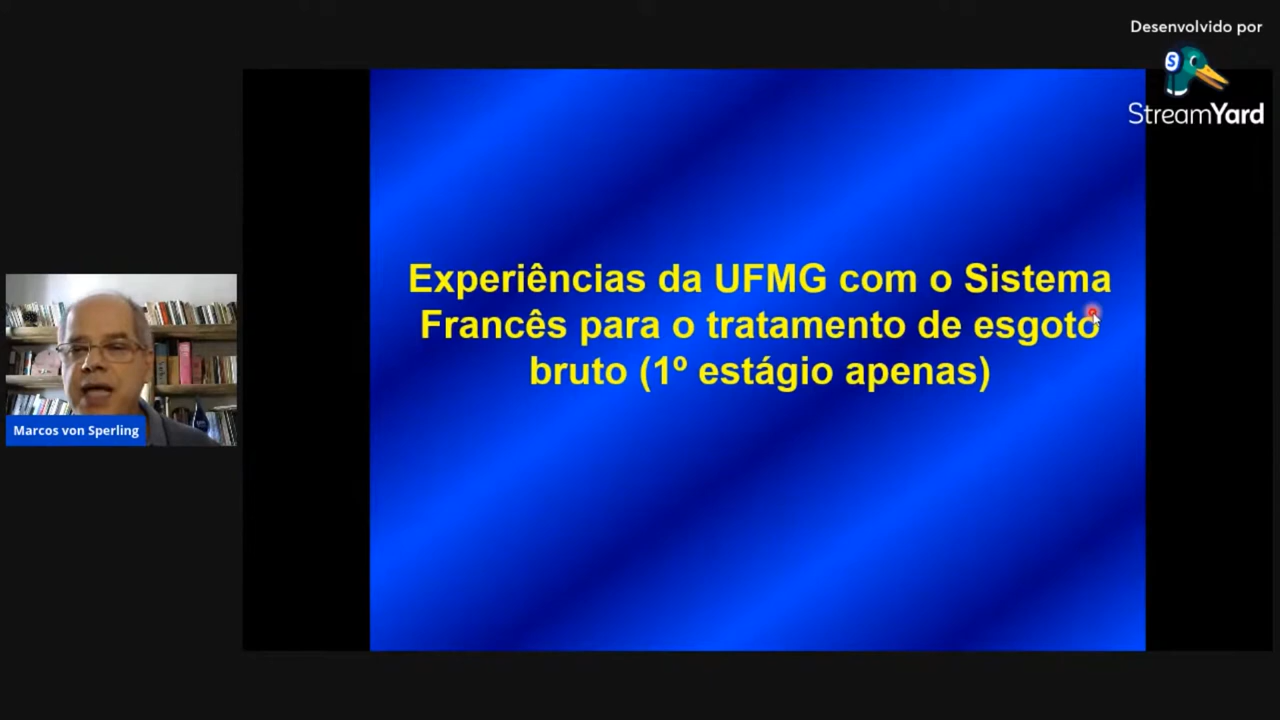 Desenvolvido por
StreamYard
Experiências da UFMG com o Sistema
Francês para o tratamento de esgoto
bruto (1º estágio apenas)
Marcos von Sperling